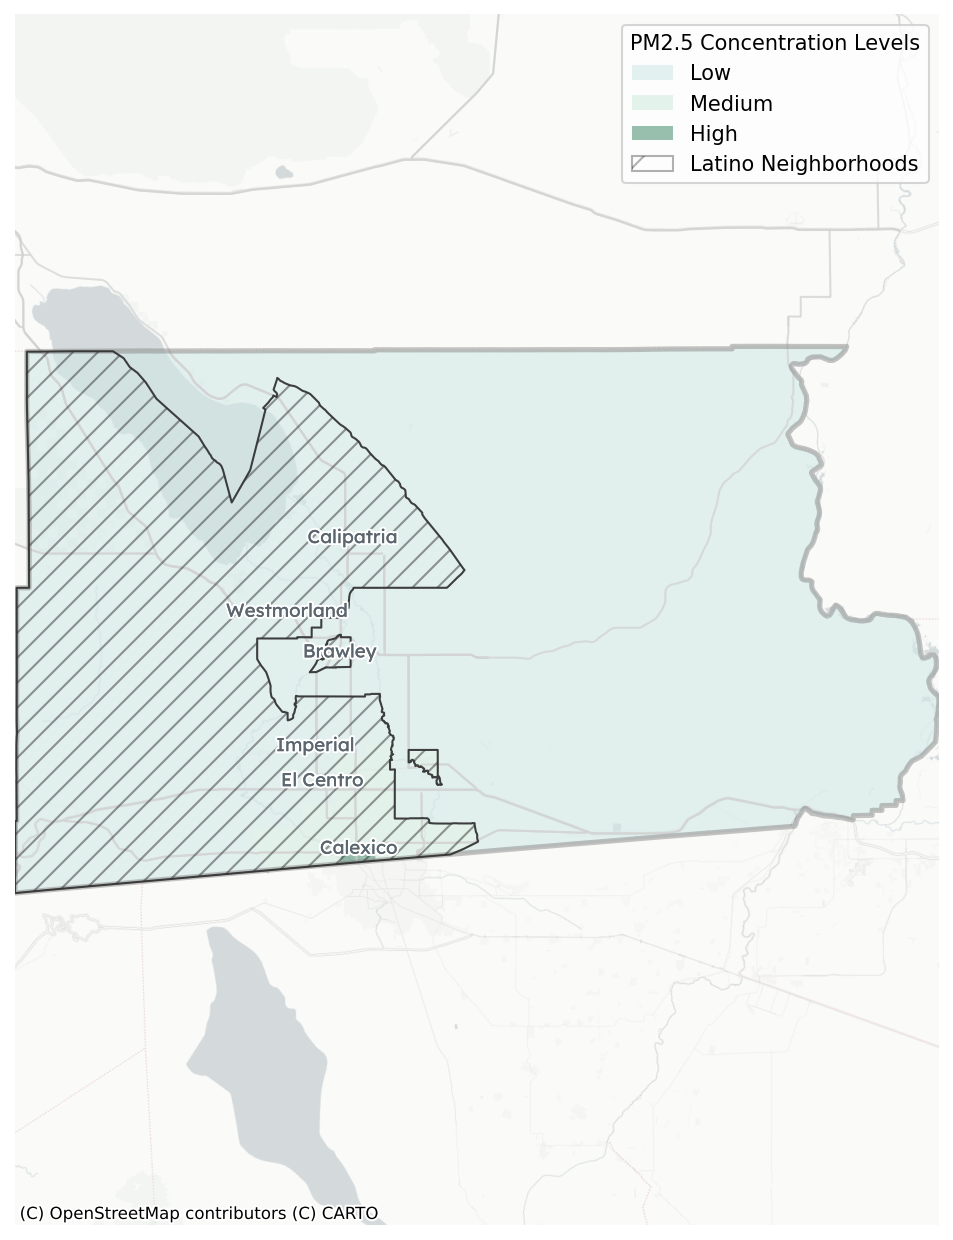 PM2.5 Concentration Levels
Low
Medium
High
Latino Neighborhoods
Calipatria
Westmorland
Brawley
Imperial
El Centro
Calexico
(C) OpenStreetMap contributors (C) CARTO